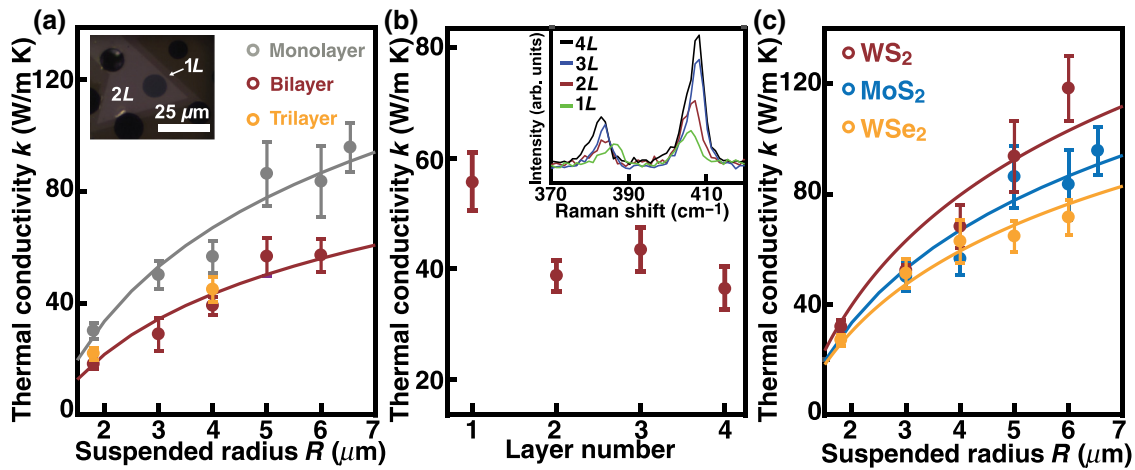 (a)
Thermal conductivity k (W/m K)
120
80
40
0
2 3 4 5 6 7
Suspended radius R (μm)
1L
2L
25 μm
Monolayer
Bilayer
Trilayer
(b)
Thermal conductivity k (W/m K)
80
60
40
20
1 2 3 4
Layer number
Intensity (arb. units)
4L
3L
2L
1L
370 390 410
Raman shift (cm⁻¹)
(c)
Thermal conductivity k (W/m K)
120
80
40
0
2 3 4 5 6 7
Suspended radius R (μm)
WS₂
MoS₂
WSe₂